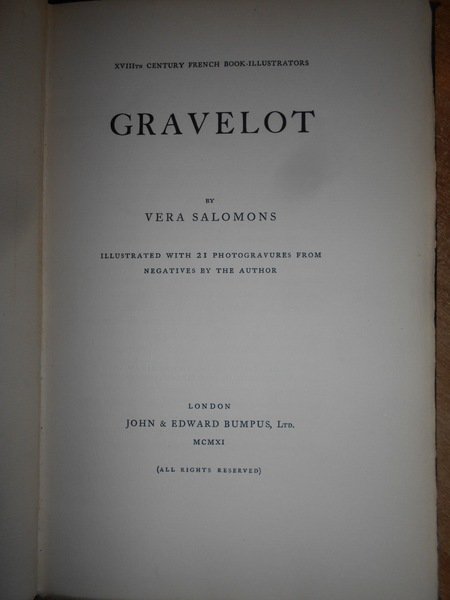 XVIIITH CENTURY FRENCH BOOK-ILLUSTRATORS
GRAVELOT
BY
VERA SALOMONS
ILLUSTRATED WITH 21 PHOTOGRAVURES FROM
NEGATIVES BY THE AUTHOR
LONDON
JOHN & EDWARD BUMPUS, LTD.
MCMXI
(ALL RIGHTS RESERVED)